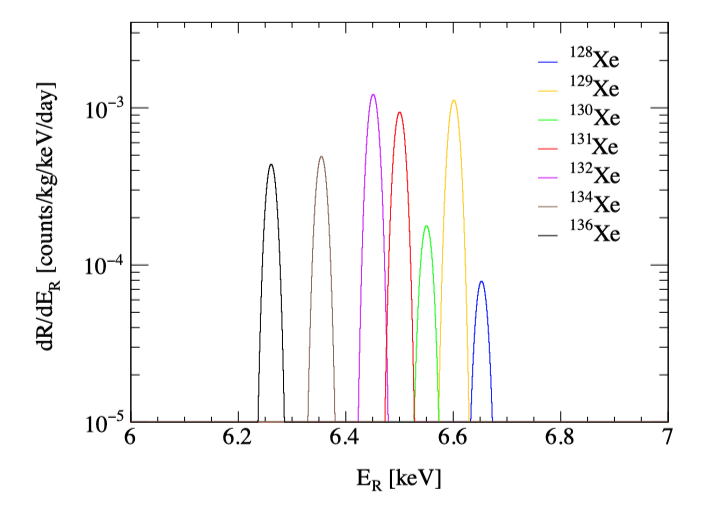 dR/dE_R [counts/kg/keV/day]
10⁻³
10⁻⁴
10⁻⁵
¹²⁸Xe
¹²⁹Xe
¹³⁰Xe
¹³¹Xe
¹³²Xe
¹³⁴Xe
¹³⁶Xe
6 6.2 6.4 6.6 6.8 7
E_R [keV]